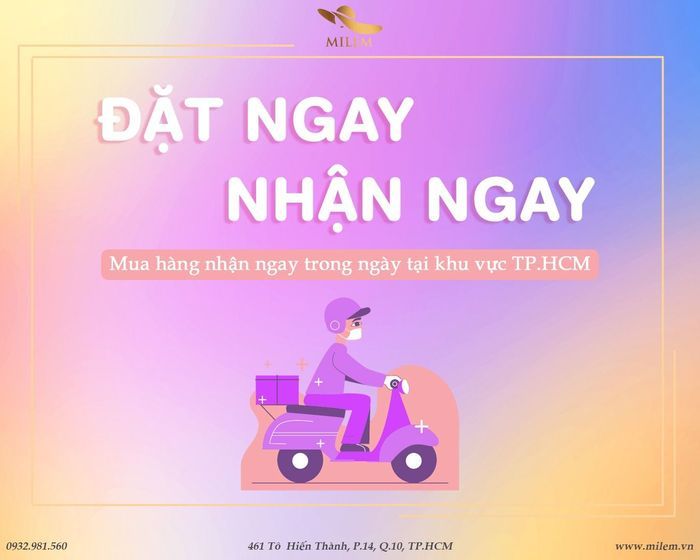 MILEM
ĐẶT NGAY
NHẬN NGAY
Mua hàng nhận ngay trong ngày tại khu vực TP.HCM
0932.981.560
461 Tô Hiến Thành, P.14, Q.10, TP.HCM
www.milem.vn